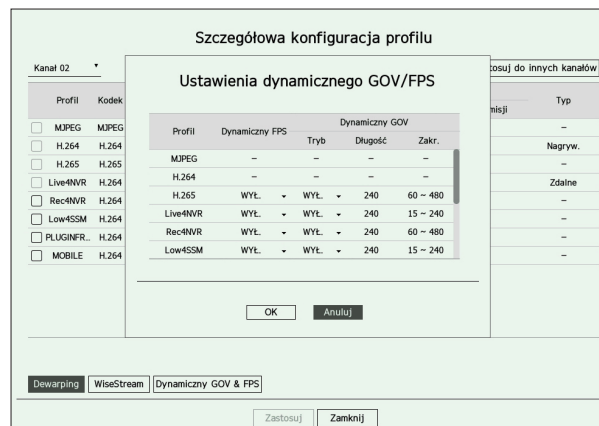 Szczegółowa konfiguracja profilu
Kanał 02
tosuj do innych kanałów
Profil Kodek misji Typ
MJPEG MJPEG –
H.264 H.264 Nagryw.
H.265 H.265 –
Live4NVR H.264 Zdalne
Rec4NVR H.264 –
Low4SSM H.264 –
PLUGINFR... H.264 –
MOBILE H.264 –
Ustawienia dynamicznego GOV/FPS
Profil Dynamiczny FPS Dynamiczny GOV
Tryb Długość Zakr.
MJPEG – – – –
H.264 – – – –
H.265 WYŁ. WYŁ. 240 60 ~ 480
Live4NVR WYŁ. WYŁ. 240 15 ~ 240
Rec4NVR WYŁ. WYŁ. 240 60 ~ 480
Low4SSM WYŁ. WYŁ. 240 15 ~ 240
OK Anuluj
Dewarping WiseStream Dynamiczny GOV & FPS
Zastosuj Zamknij